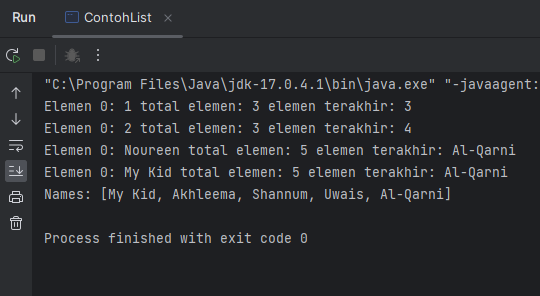 Run
ContohList
"C:\Program Files\Java\jdk-17.0.4.1\bin\java.exe" "-javaagent:
Elemen 0: 1 total elemen: 3 elemen terakhir: 3
Elemen 0: 2 total elemen: 3 elemen terakhir: 4
Elemen 0: Noureen total elemen: 5 elemen terakhir: Al-Qarni
Elemen 0: My Kid total elemen: 5 elemen terakhir: Al-Qarni
Names: [My Kid, Akhleema, Shannum, Uwais, Al-Qarni]
Process finished with exit code 0